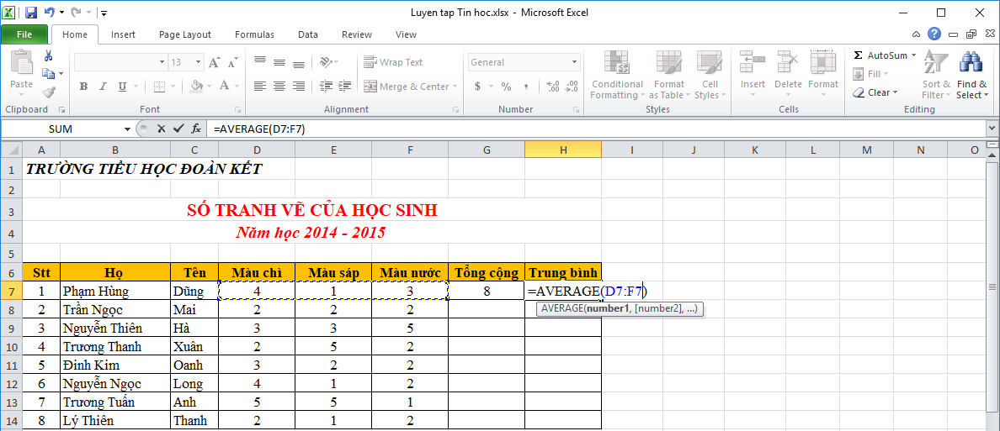 Luyen tap Tin hoc.xlsx - Microsoft Excel
File Home Insert Page Layout Formulas Data Review View
Paste
13
B I U
A
Wrap Text
Merge & Center
General
$ % ,
Conditional Formatting
Format as Table
Cell Styles
Insert Delete Format
Σ AutoSum
Fill
Clear
Sort & Filter
Find & Select
Clipboard Font Alignment Number Styles Cells Editing
SUM fx =AVERAGE(D7:F7)
A B C D E F G H I J K L M N O
1 TRƯỜNG TIỂU HỌC ĐOÀN KẾT
2
3 SỐ TRANH VẼ CỦA HỌC SINH
4 Năm học 2014 - 2015
5
6 Stt Họ Tên Màu chì Màu sáp Màu nước Tổng cộng Trung bình
7 1 Phạm Hùng Dũng 4 1 3 8 =AVERAGE(D7:F7)
AVERAGE(number1, [number2], ...)
8 2 Trần Ngọc Mai 2 2 2
9 3 Nguyễn Thiên Hà 3 3 5
10 4 Trương Thanh Xuân 2 5 2
11 5 Đinh Kim Oanh 3 2 2
12 6 Nguyễn Ngọc Long 4 1 2
13 7 Trương Tuấn Anh 5 5 1
14 8 Lý Thiên Thanh 2 1 2